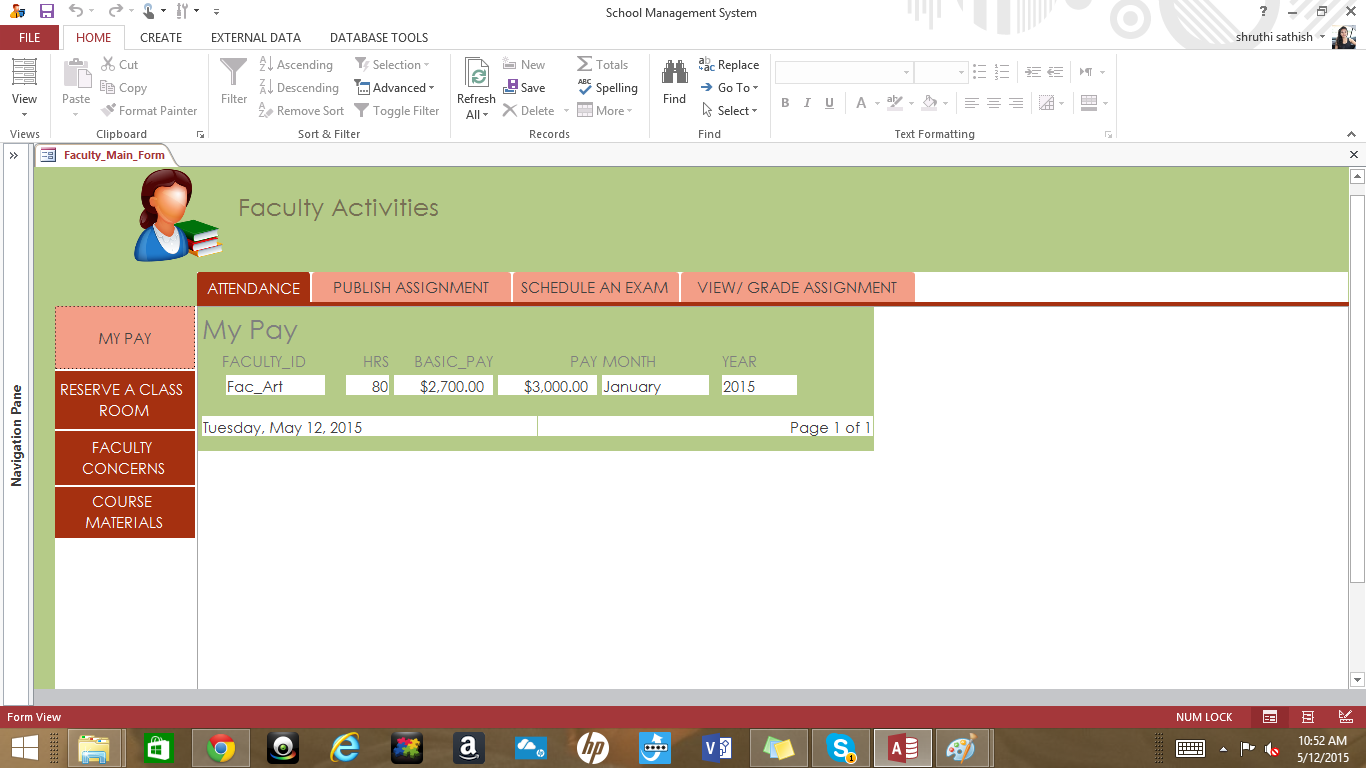 School Management System
?
FILE HOME CREATE EXTERNAL DATA DATABASE TOOLS shruthi sathish
View
Views
Paste
Cut
Copy
Format Painter
Clipboard
Filter
Ascending
Descending
Remove Sort
Selection
Advanced
Toggle Filter
Sort & Filter
Refresh
All
New
Save
Delete
Totals
Spelling
More
Records
Find
Replace
Go To
Select
Find
B I U A
Text Formatting
Faculty_Main_Form
Navigation Pane
Faculty Activities
ATTENDANCE PUBLISH ASSIGNMENT SCHEDULE AN EXAM VIEW/ GRADE ASSIGNMENT
MY PAY
RESERVE A CLASS
ROOM
FACULTY
CONCERNS
COURSE
MATERIALS
My Pay
FACULTY_ID HRS BASIC_PAY PAY MONTH YEAR
Fac_Art 80 $2,700.00 $3,000.00 January 2015
Tuesday, May 12, 2015 Page 1 of 1
Form View NUM LOCK
10:52 AM
5/12/2015